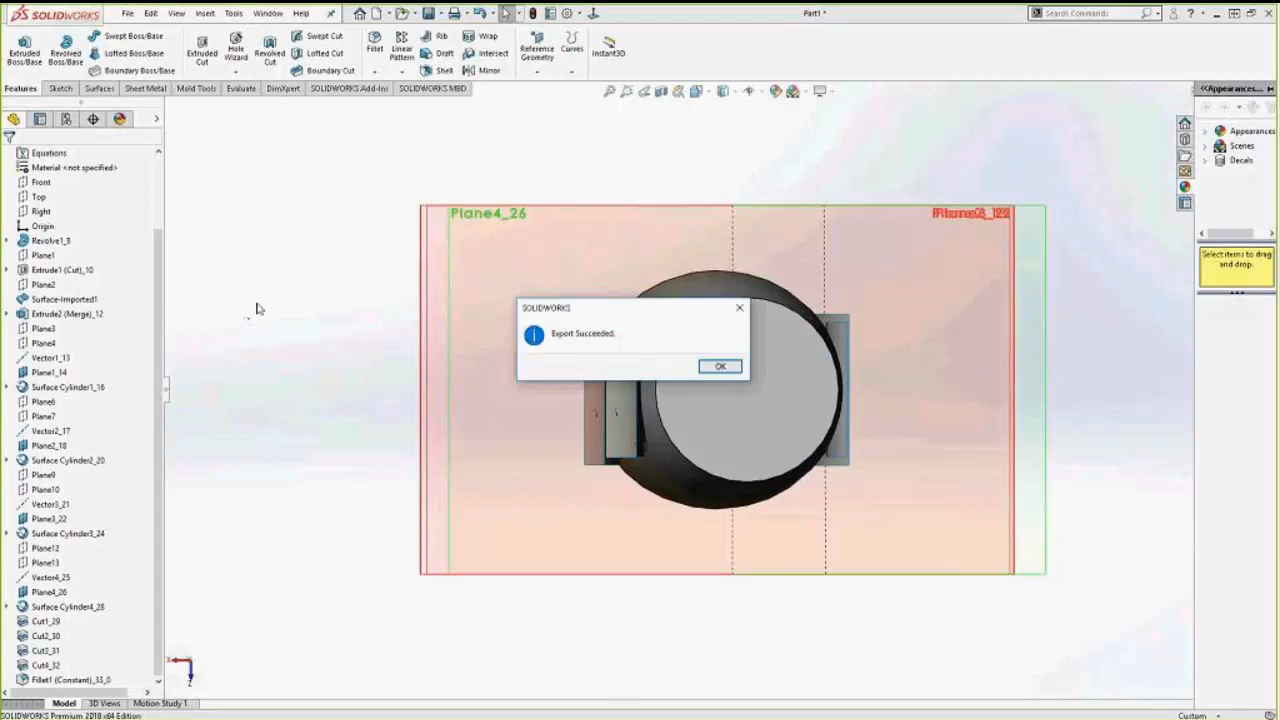 SOLIDWORKS File Edit View Insert Tools Window Help Part1 * Search Commands
Extruded Boss/Base
Revolved Boss/Base
Swept Boss/Base
Lofted Boss/Base
Boundary Boss/Base
Extruded Cut
Hole Wizard
Revolved Cut
Swept Cut
Lofted Cut
Boundary Cut
Fillet
Linear Pattern
Rib
Draft
Shell
Wrap
Intersect
Mirror
Reference Geometry
Curves
Instant3D
Features Sketch Surfaces Sheet Metal Mold Tools Evaluate DimXpert SOLIDWORKS Add-Ins SOLIDWORKS MBD
Equations
Material <not specified>
Front
Top
Right
Origin
Revolve1_8
Plane1
Extrude1 (Cut)_10
Plane2
Surface-Imported1
Extrude2 (Merge)_12
Plane3
Plane4
Vector1_13
Plane1_14
Surface Cylinder1_16
Plane6
Plane7
Vector2_17
Plane2_18
Surface Cylinder2_20
Plane9
Plane10
Vector3_21
Plane3_22
Surface Cylinder3_24
Plane12
Plane13
Vector4_25
Plane4_26
Surface Cylinder4_28
Cut1_29
Cut2_30
Cut3_31
Cut4_32
Fillet1 (Constant)_33_0
Plane4_26
SOLIDWORKS
Export Succeeded.
OK
Appearances...
Appearances
Scenes
Decals
Select items to drag
and drop.
X
Z
Model 3D Views Motion Study 1
SOLIDWORKS Premium 2018 x64 Edition Custom